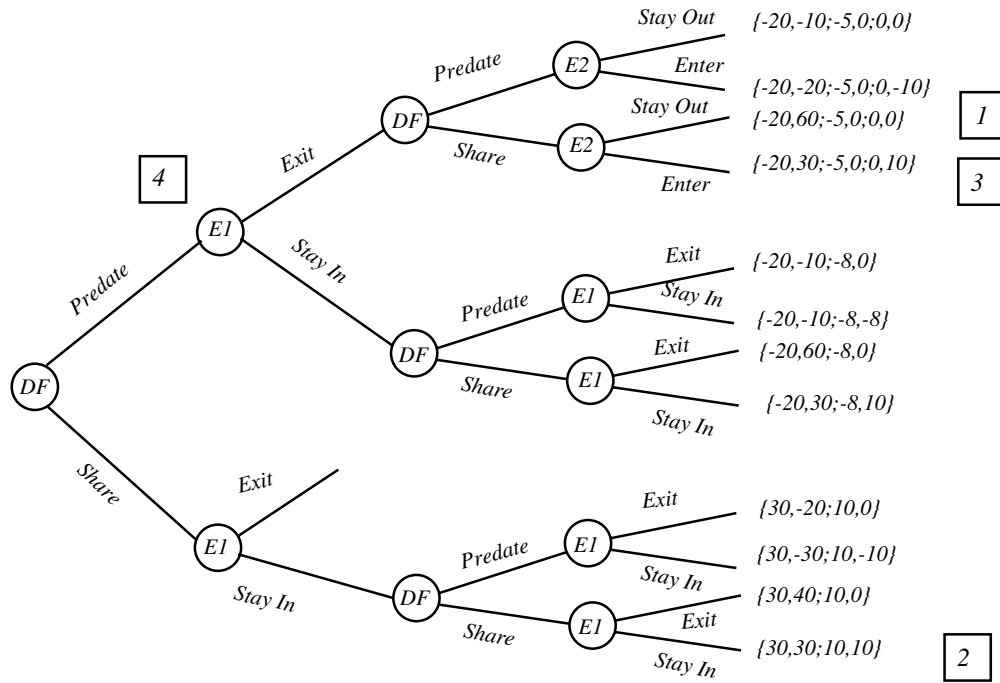 Stay Out {-20,-10;-5,0;0,0}
Predate E2 Enter
{-20,-20;-5,0;0,-10}
DF Stay Out {-20,60;-5,0;0,0} 1
Exit Share E2
{-20,30;-5,0;0,10}
4 Enter 3
E1
Stay In Exit {-20,-10;-8,0}
Predate Predate E1 Stay In
{-20,-10;-8,-8}
DF Exit {-20,60;-8,0}
DF Share E1
{-20,30;-8,10}
Stay In
Share Exit
Exit {30,-20;10,0}
E1 Predate E1
{30,-30;10,-10}
Stay In
Stay In DF {30,40;10,0}
Share E1 Exit
{30,30;10,10} 2
Stay In